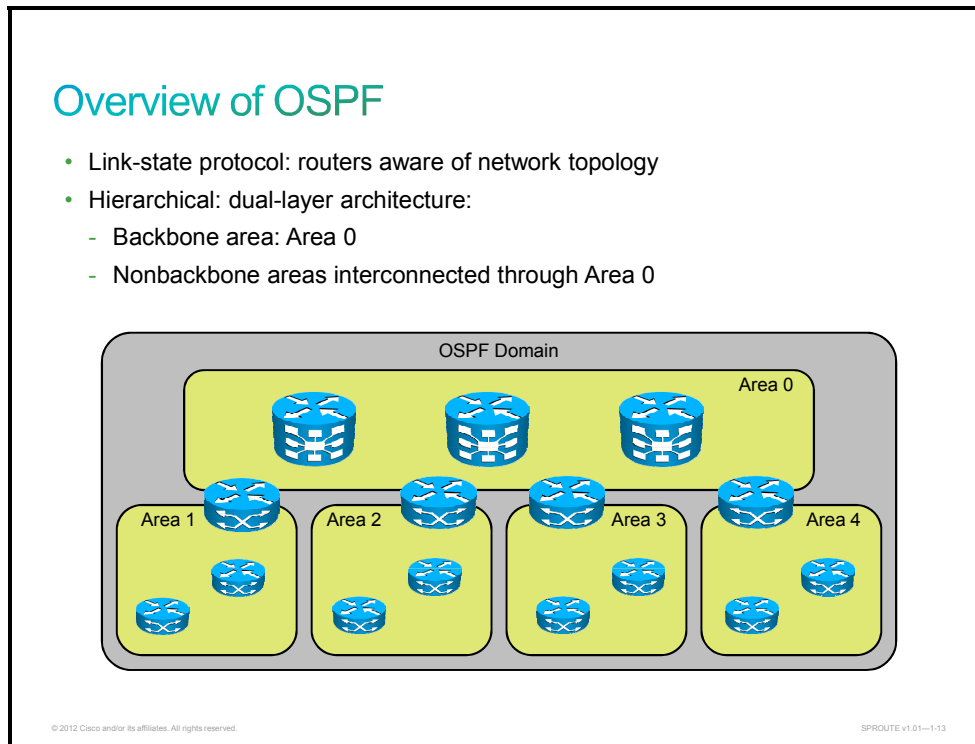 Overview of OSPF
• Link-state protocol: routers aware of network topology
• Hierarchical: dual-layer architecture:
- Backbone area: Area 0
- Nonbackbone areas interconnected through Area 0
OSPF Domain
Area 0
Area 1
Area 2
Area 3
Area 4
© 2012 Cisco and/or its affiliates. All rights reserved.
SPROUTE v1.01—1-13